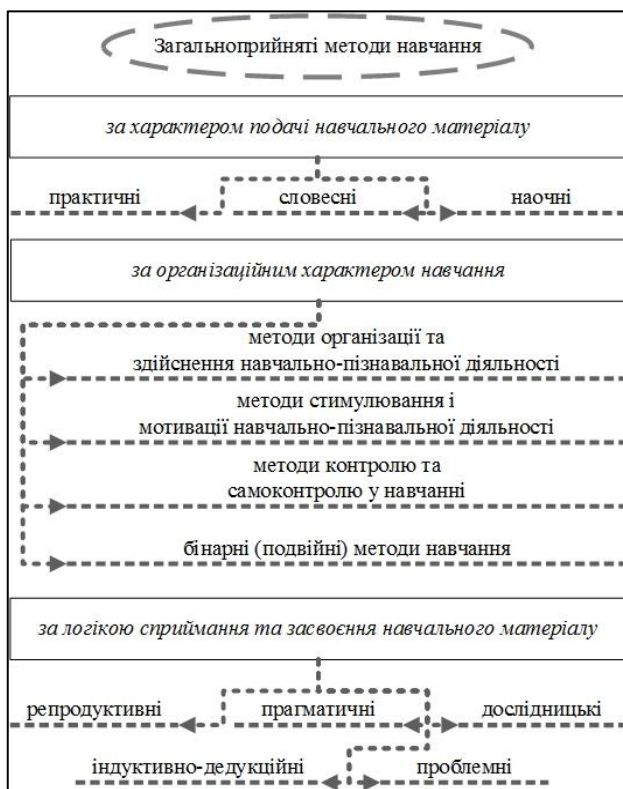 Загальноприйняті методи навчання
за характером подачі навчального матеріалу
практичні словесні наочні
за організаційним характером навчання
методи організації та
здійснення навчально-пізнавальної діяльності
методи стимулювання і
мотивації навчально-пізнавальної діяльності
методи контролю та
самоконтролю у навчанні
бінарні (подвійні) методи навчання
за логікою сприймання та засвоєння навчального матеріалу
репродуктивні прагматичні дослідницькі
індуктивно-дедукційні проблемні